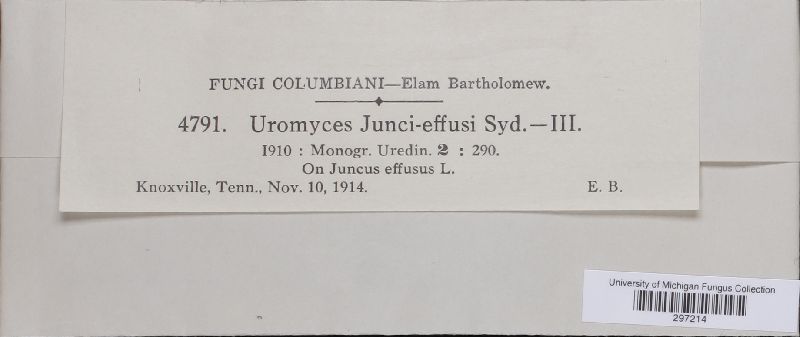 FUNGI COLUMBIANI—Elam Bartholomew.
4791. Uromyces Junci-effusi Syd.—III.
1910 : Monogr. Uredin. 2 : 290.
On Juncus effusus L.
Knoxville, Tenn., Nov. 10, 1914. E. B.
University of Michigan Fungus Collection
297214